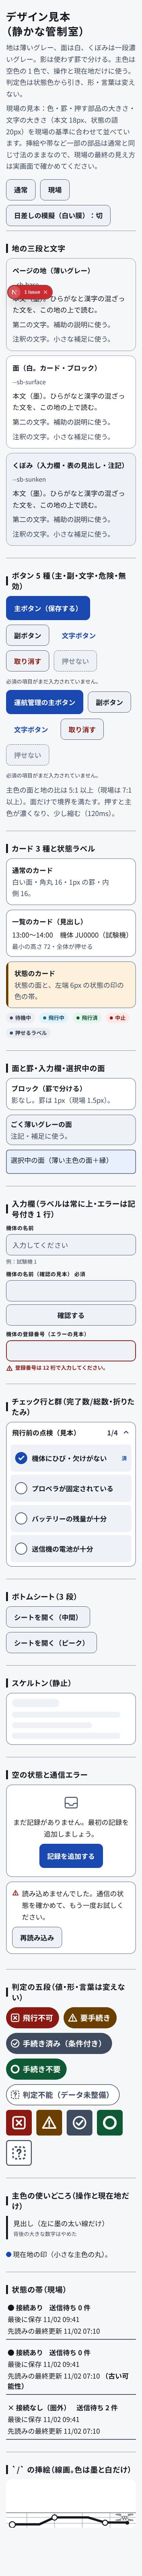 デザイン見本
（静かな管制室）
地は薄いグレー、面は白、くぼみは一段濃
いグレー。影は使わず罫で分ける。主色は
空色の 1 色で、操作と現在地だけに使う。
判定色は状態色から引き、形・言葉は変え
ない。
現場の見本：色・罫・押す部品の大きさ・
文字の大きさ（本文 18px、状態の語
20px）を現場の基準に合わせて並べてい
ます。挿絵や帯など一部の部品は通常と同
じ寸法のままなので、現場の最終の見え方
は実画面で確かめてください。
通常
現場
日差しの模擬（白い膜）：切
地の三段と文字
ページの地（薄いグレー）
1 Issue ×
本文（墨）。ひらがなと漢字の混ざっ
た文を、この地の上で読む。
第二の文字。補助の説明に使う。
注釈の文字。小さな補足に使う。
面（白。カード・ブロック）
--sb-surface
本文（墨）。ひらがなと漢字の混ざっ
た文を、この地の上で読む。
第二の文字。補助の説明に使う。
注釈の文字。小さな補足に使う。
くぼみ（入力欄・表の見出し・注記）
--sb-sunken
本文（墨）。ひらがなと漢字の混ざっ
た文を、この地の上で読む。
第二の文字。補助の説明に使う。
注釈の文字。小さな補足に使う。
ボタン 5 種（主・副・文字・危険・無
効）
主ボタン（保存する）
副ボタン
文字ボタン
取り消す
押せない
必須の項目がまだ入力されていません。
運航管理の主ボタン
副ボタン
文字ボタン
取り消す
押せない
必須の項目がまだ入力されていません。
主色の面と地の比は 5:1 以上（現場は 7:1
以上）。面だけで境界を満たす。押すと主
色が濃くなり、少し縮む（120ms）。
カード 3 種と状態ラベル
通常のカード
白い面・角丸 16・1px の罫・内
側 16。
一覧のカード（見出し）
13:00〜14:00　機体 JU0000（試験機）
最小の高さ 72・全体が押せる
状態のカード
状態の面と、左端 6px の状態の印の
色の帯。
待機中
飛行中
飛行済
中止
押せるラベル
面と罫・入力欄・選択中の面
ブロック（罫で分ける）
影なし。罫は 1px（現場 1.5px）。
ごく薄いグレーの面
注記・補足に使う。
選択中の面（薄い主色の面＋縁）
入力欄（ラベルは常に上・エラーは記
号付き 1 行）
機体の名前
入力してください
例：試験機 1
機体の名前（確認の見本） 必須
確認する
機体の登録番号（エラーの見本）
登録番号は 12 桁で入力してください。
チェック行と群（完了数/総数・折りた
たみ）
飛行前の点検（見本）　1/4
機体にひび・欠けがない　済
プロペラが固定されている
バッテリーの残量が十分
送信機の電池が十分
ボトムシート（3 段）
シートを開く（中間）
シートを開く（ピーク）
スケルトン（静止）
空の状態と通信エラー
まだ記録がありません。最初の記録を
追加しましょう。
記録を追加する
読み込めませんでした。通信の状
態を確かめて、もう一度お試しく
ださい。
再読み込み
判定の五段（値・形・言葉は変えな
い）
飛行不可
要手続き
手続き済み（条件付き）
手続き不要
判定不能（データ未整備）
主色の使いどころ（操作と現在地だ
け）
見出し（左に墨の太い線だけ）
背後の大きな数字はやめた
現在地の印（小さな主色の丸）。
状態の帯（現場）
● 接続あり　送信待ち 0 件
最後に保存 11/02 09:41
先読みの最終更新 11/02 07:10
● 接続あり　送信待ち 0 件
最後に保存 11/02 09:41
先読みの最終更新 11/02 07:10 （古い可
能性）
× 接続なし（圏外）　送信待ち 2 件
最後に保存 11/02 09:41
先読みの最終更新 11/02 07:10
`/` の挿絵（線画。色は墨と白だけ）